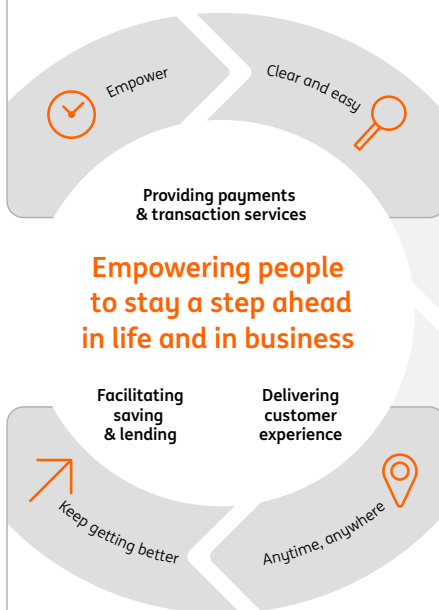 Empower
Clear and easy
Providing payments
& transaction services
Empowering people
to stay a step ahead
in life and in business
Facilitating
saving
& lending
Delivering
customer
experience
Keep getting better
Anytime, anywhere